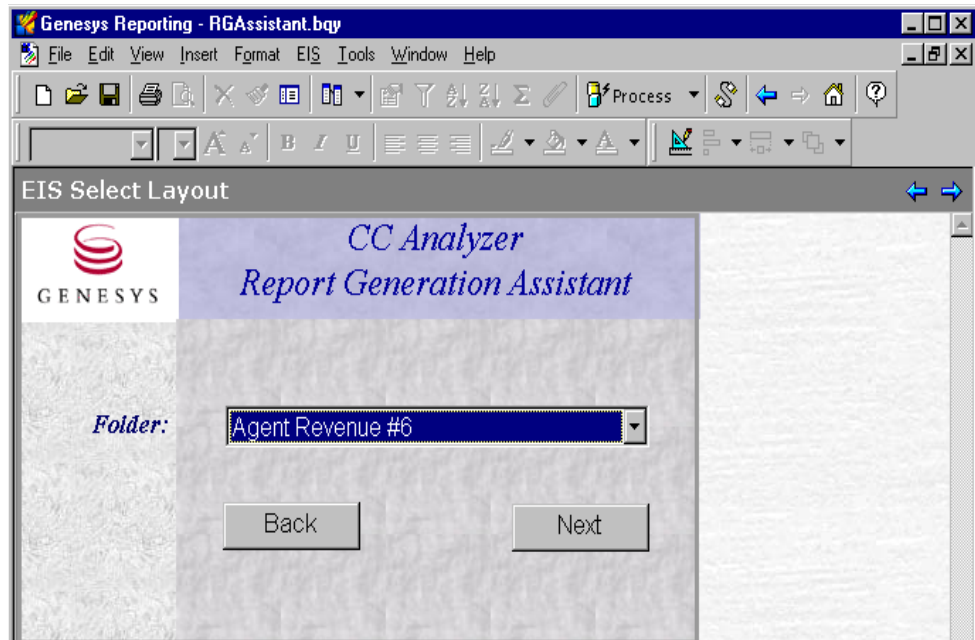 Genesys Reporting - RGAssistant.bqy
File Edit View Insert Format EIS Tools Window Help
Process
A A B I U A
EIS Select Layout
CC Analyzer
Report Generation Assistant
GENESYS
Folder: Agent Revenue #6
Back Next